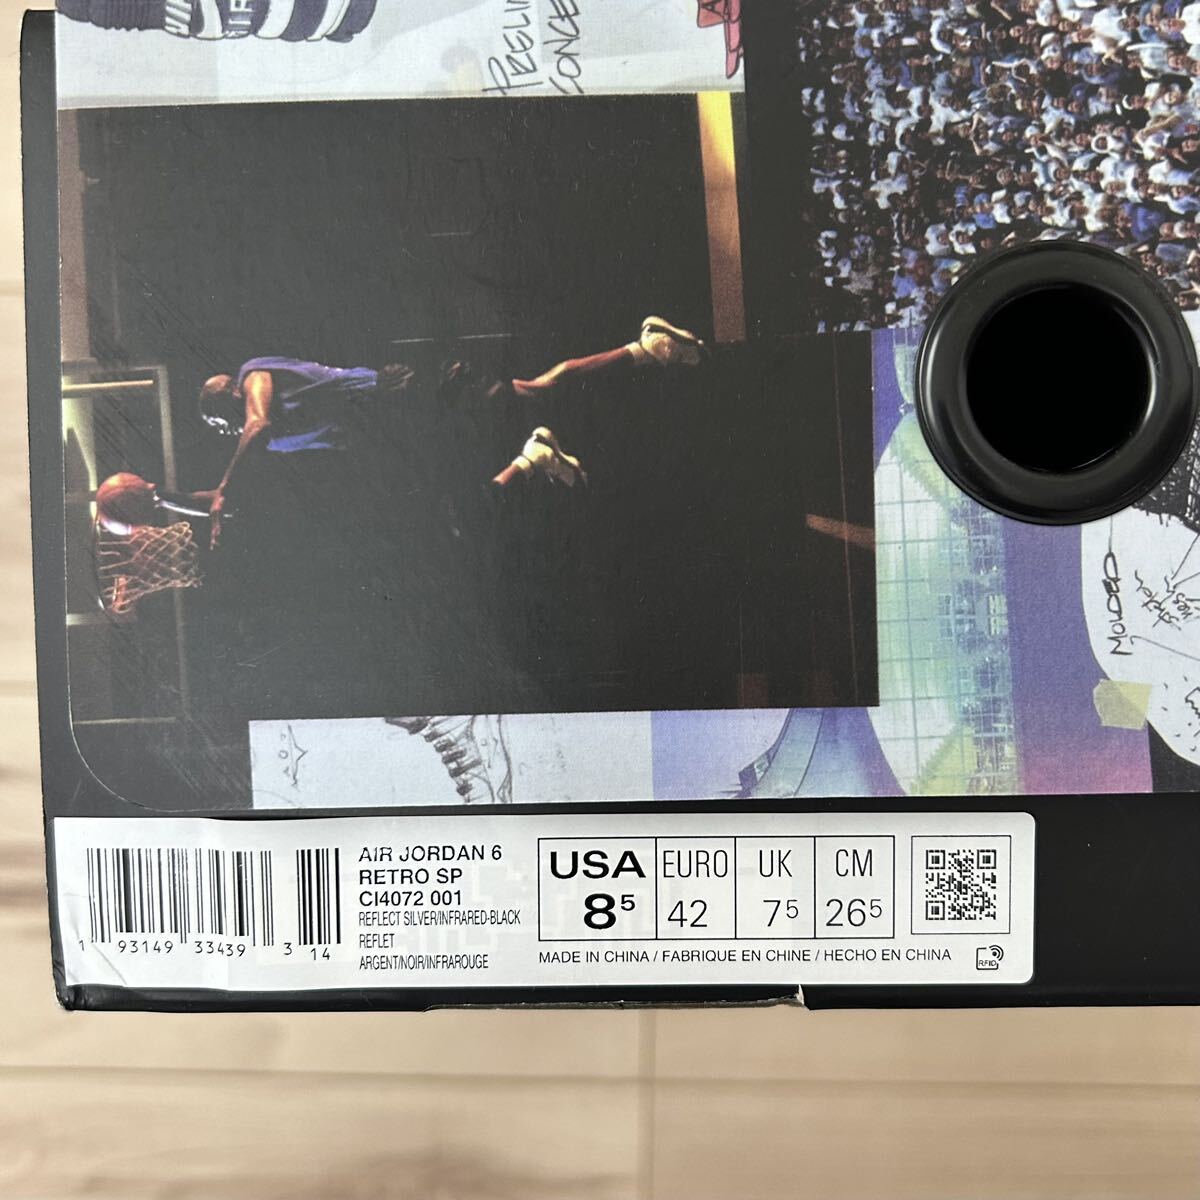 PRELIM
CONCE
MOLDED
AIR JORDAN 6
RETRO SP
CI4072 001
REFLECT SILVER/INFRARED-BLACK
REFLET
ARGENT/NOIR/INFRAROUGE
1 93149 33439 3 14
USA EURO UK CM
8⁵ 42 7⁵ 26⁵
MADE IN CHINA / FABRIQUE EN CHINE / HECHO EN CHINA
RFID